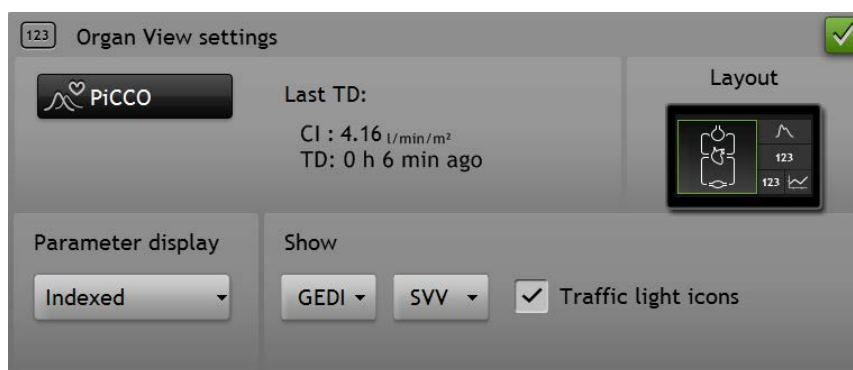 123 Organ View settings
PiCCO
Last TD:
CI : 4.16 l/min/m²
TD: 0 h 6 min ago
Layout
123
123
Parameter display
Indexed
Show
GEDI
SVV
Traffic light icons